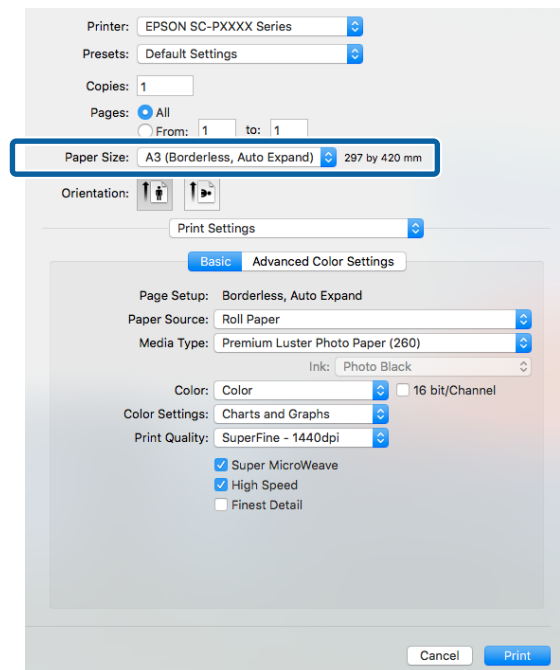 Printer: EPSON SC-PXXXX Series
Presets: Default Settings
Copies: 1
Pages: All
From: 1 to: 1
Paper Size: A3 (Borderless, Auto Expand) 297 by 420 mm
Orientation:
Print Settings
Basic Advanced Color Settings
Page Setup: Borderless, Auto Expand
Paper Source: Roll Paper
Media Type: Premium Luster Photo Paper (260)
Ink: Photo Black
Color: Color 16 bit/Channel
Color Settings: Charts and Graphs
Print Quality: SuperFine - 1440dpi
Super MicroWeave
High Speed
Finest Detail
Cancel Print